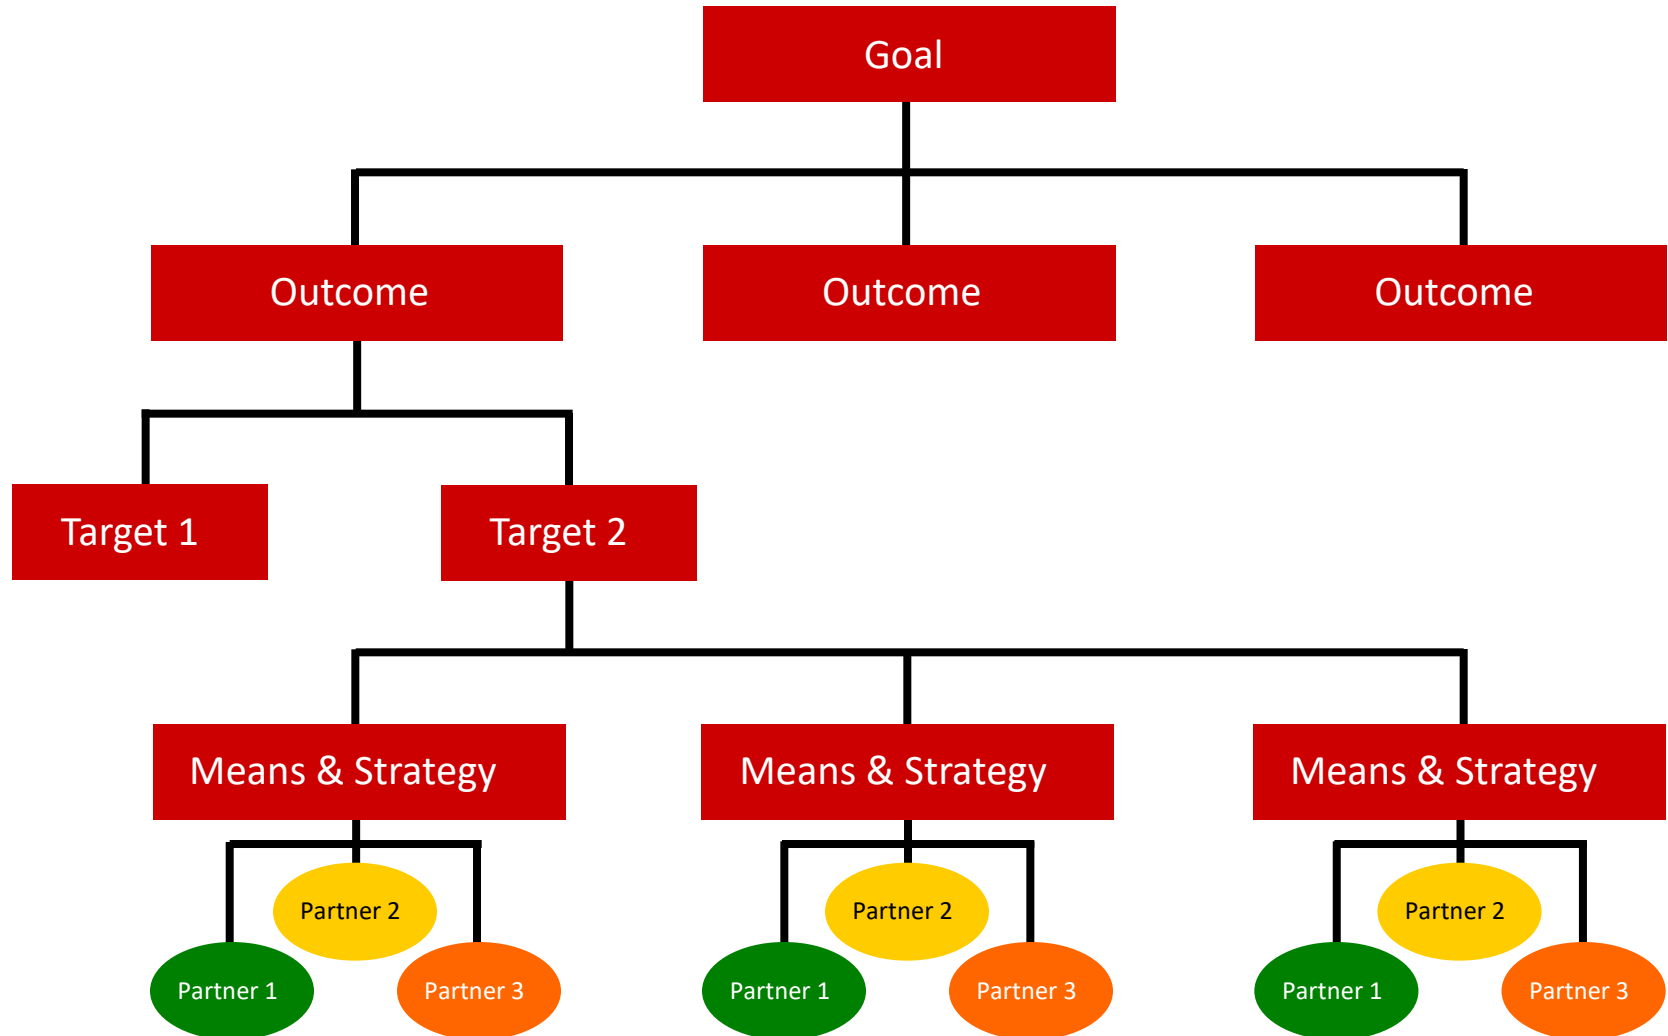 Goal
Outcome
Outcome
Outcome
Target 1
Target 2
Means & Strategy
Means & Strategy
Means & Strategy
Partner 2
Partner 2
Partner 2
Partner 1
Partner 3
Partner 1
Partner 3
Partner 1
Partner 3